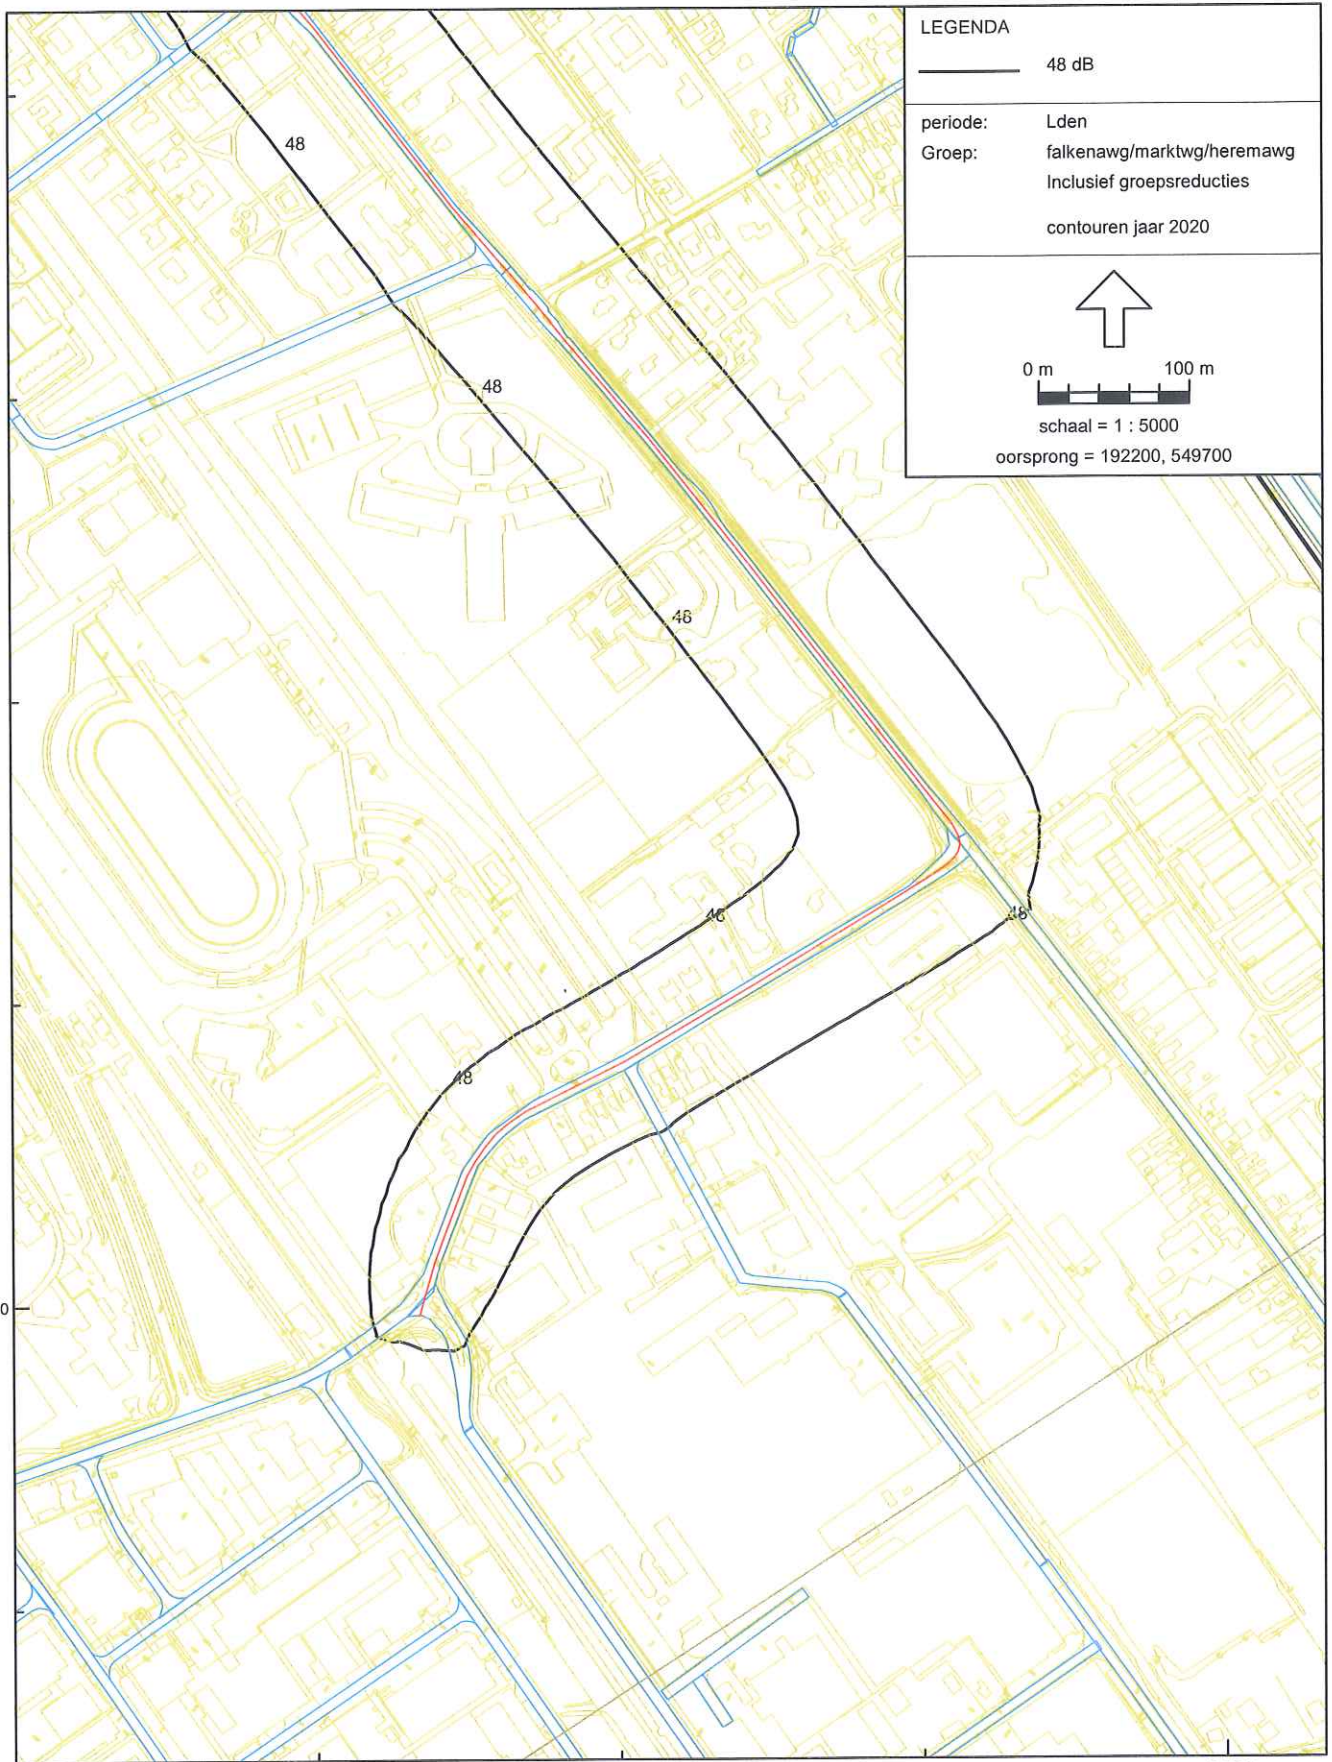 LEGENDA
48 dB
periode: Lden
Groep: falkenawg/marktwg/heremawg
Inclusief groepsreducties
contouren jaar 2020
0 m 100 m
schaal = 1 : 5000
oorsprong = 192200, 549700
48
48
48
48
48
48
0